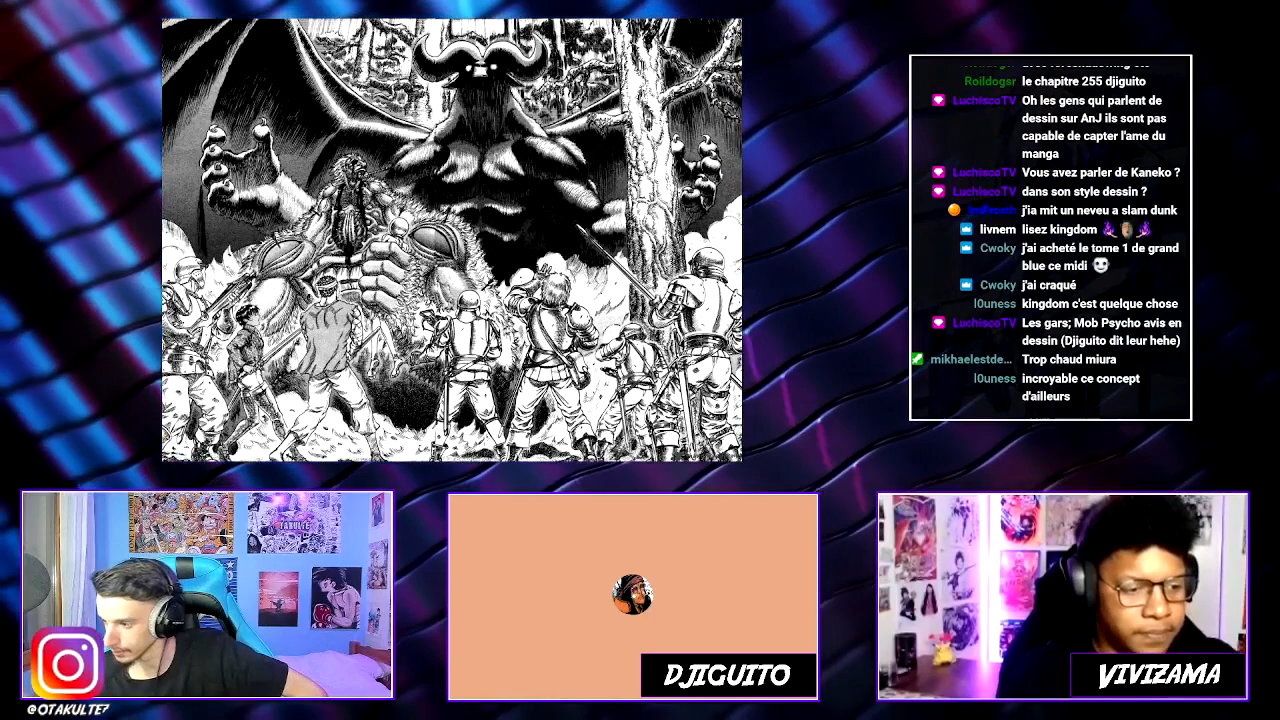 Roildogsr le chapitre 255 djiguito
LuchiscoTV Oh les gens qui parlent de
dessin sur AnJ ils sont pas
capable de capter l'ame du
manga
LuchiscoTV Vous avez parler de Kaneko ?
LuchiscoTV dans son style dessin ?
j'ia mit un neveu a slam dunk
livnem lisez kingdom
Cwoky j'ai acheté le tome 1 de grand
blue ce midi
Cwoky j'ai craqué
l0uness kingdom c'est quelque chose
LuchiscoTV Les gars; Mob Psycho avis en
dessin (Djiguito dit leur hehe)
mikhaelestde... Trop chaud miura
l0uness incroyable ce concept
d'ailleurs
@OTAKULTE7
DJIGUITO
VIVIZAMA